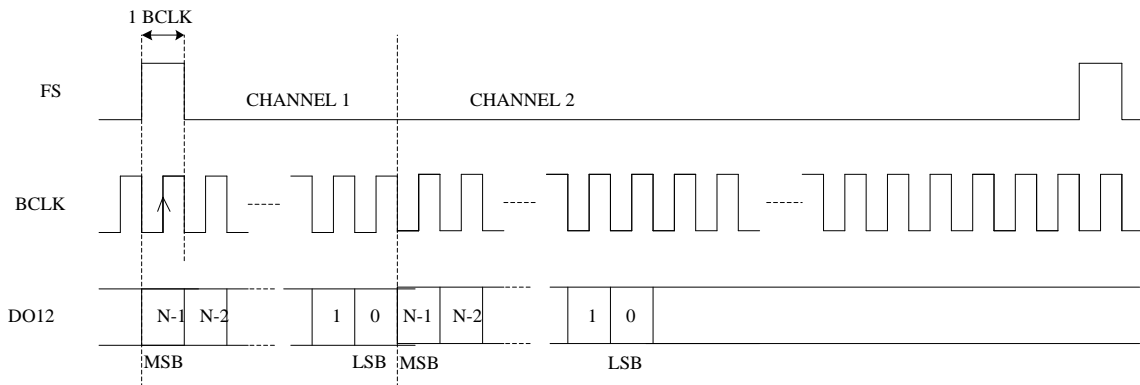 1 BCLK
FS
CHANNEL 1
CHANNEL 2
BCLK
DO12
N-1
N-2
1
0
N-1
N-2
1
0
MSB
LSB
MSB
LSB